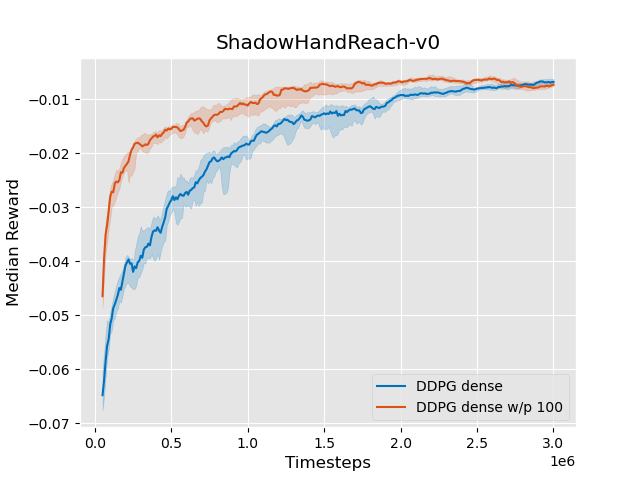 ShadowHandReach-v0
Median Reward
−0.01
−0.02
−0.03
−0.04
−0.05
−0.06
−0.07
DDPG dense
DDPG dense w/p 100
0.0 0.5 1.0 1.5 2.0 2.5 3.0
1e6
Timesteps